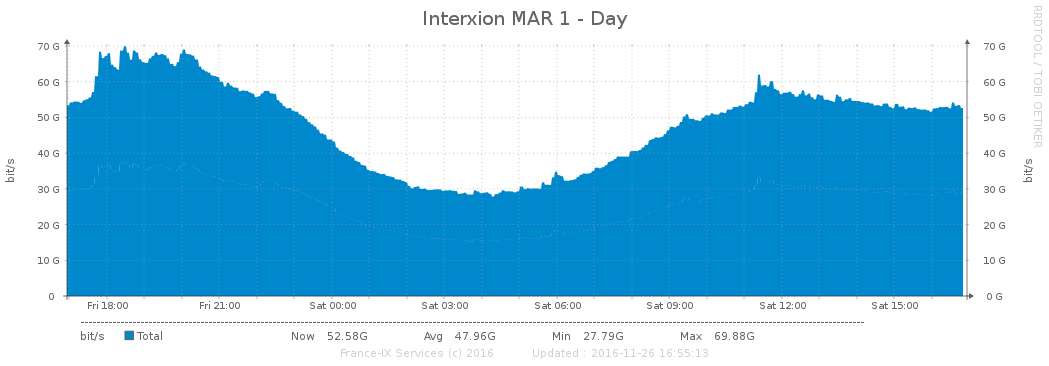 Interxion MAR 1 - Day
RRDTOOL / TOBI OETIKER
70 G 70 G
60 G 60 G
50 G 50 G
40 G 40 G
30 G 30 G
20 G 20 G
10 G 10 G
0 0 G
bit/s bit/s
Fri 18:00 Fri 21:00 Sat 00:00 Sat 03:00 Sat 06:00 Sat 09:00 Sat 12:00 Sat 15:00
bit/s Total Now 52.58G Avg 47.96G Min 27.79G Max 69.88G
France-IX Services (c) 2016 Updated : 2016-11-26 16:55:13